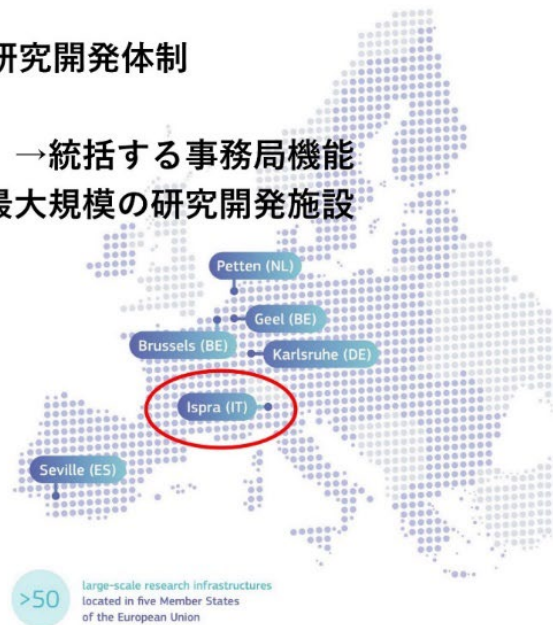 研究開発体制
→統括する事務局機能
最大規模の研究開発施設
Petten (NL)
Geel (BE)
Brussels (BE)
Karlsruhe (DE)
Ispra (IT)
Seville (ES)
>50
large-scale research infrastructures
located in five Member States
of the European Union